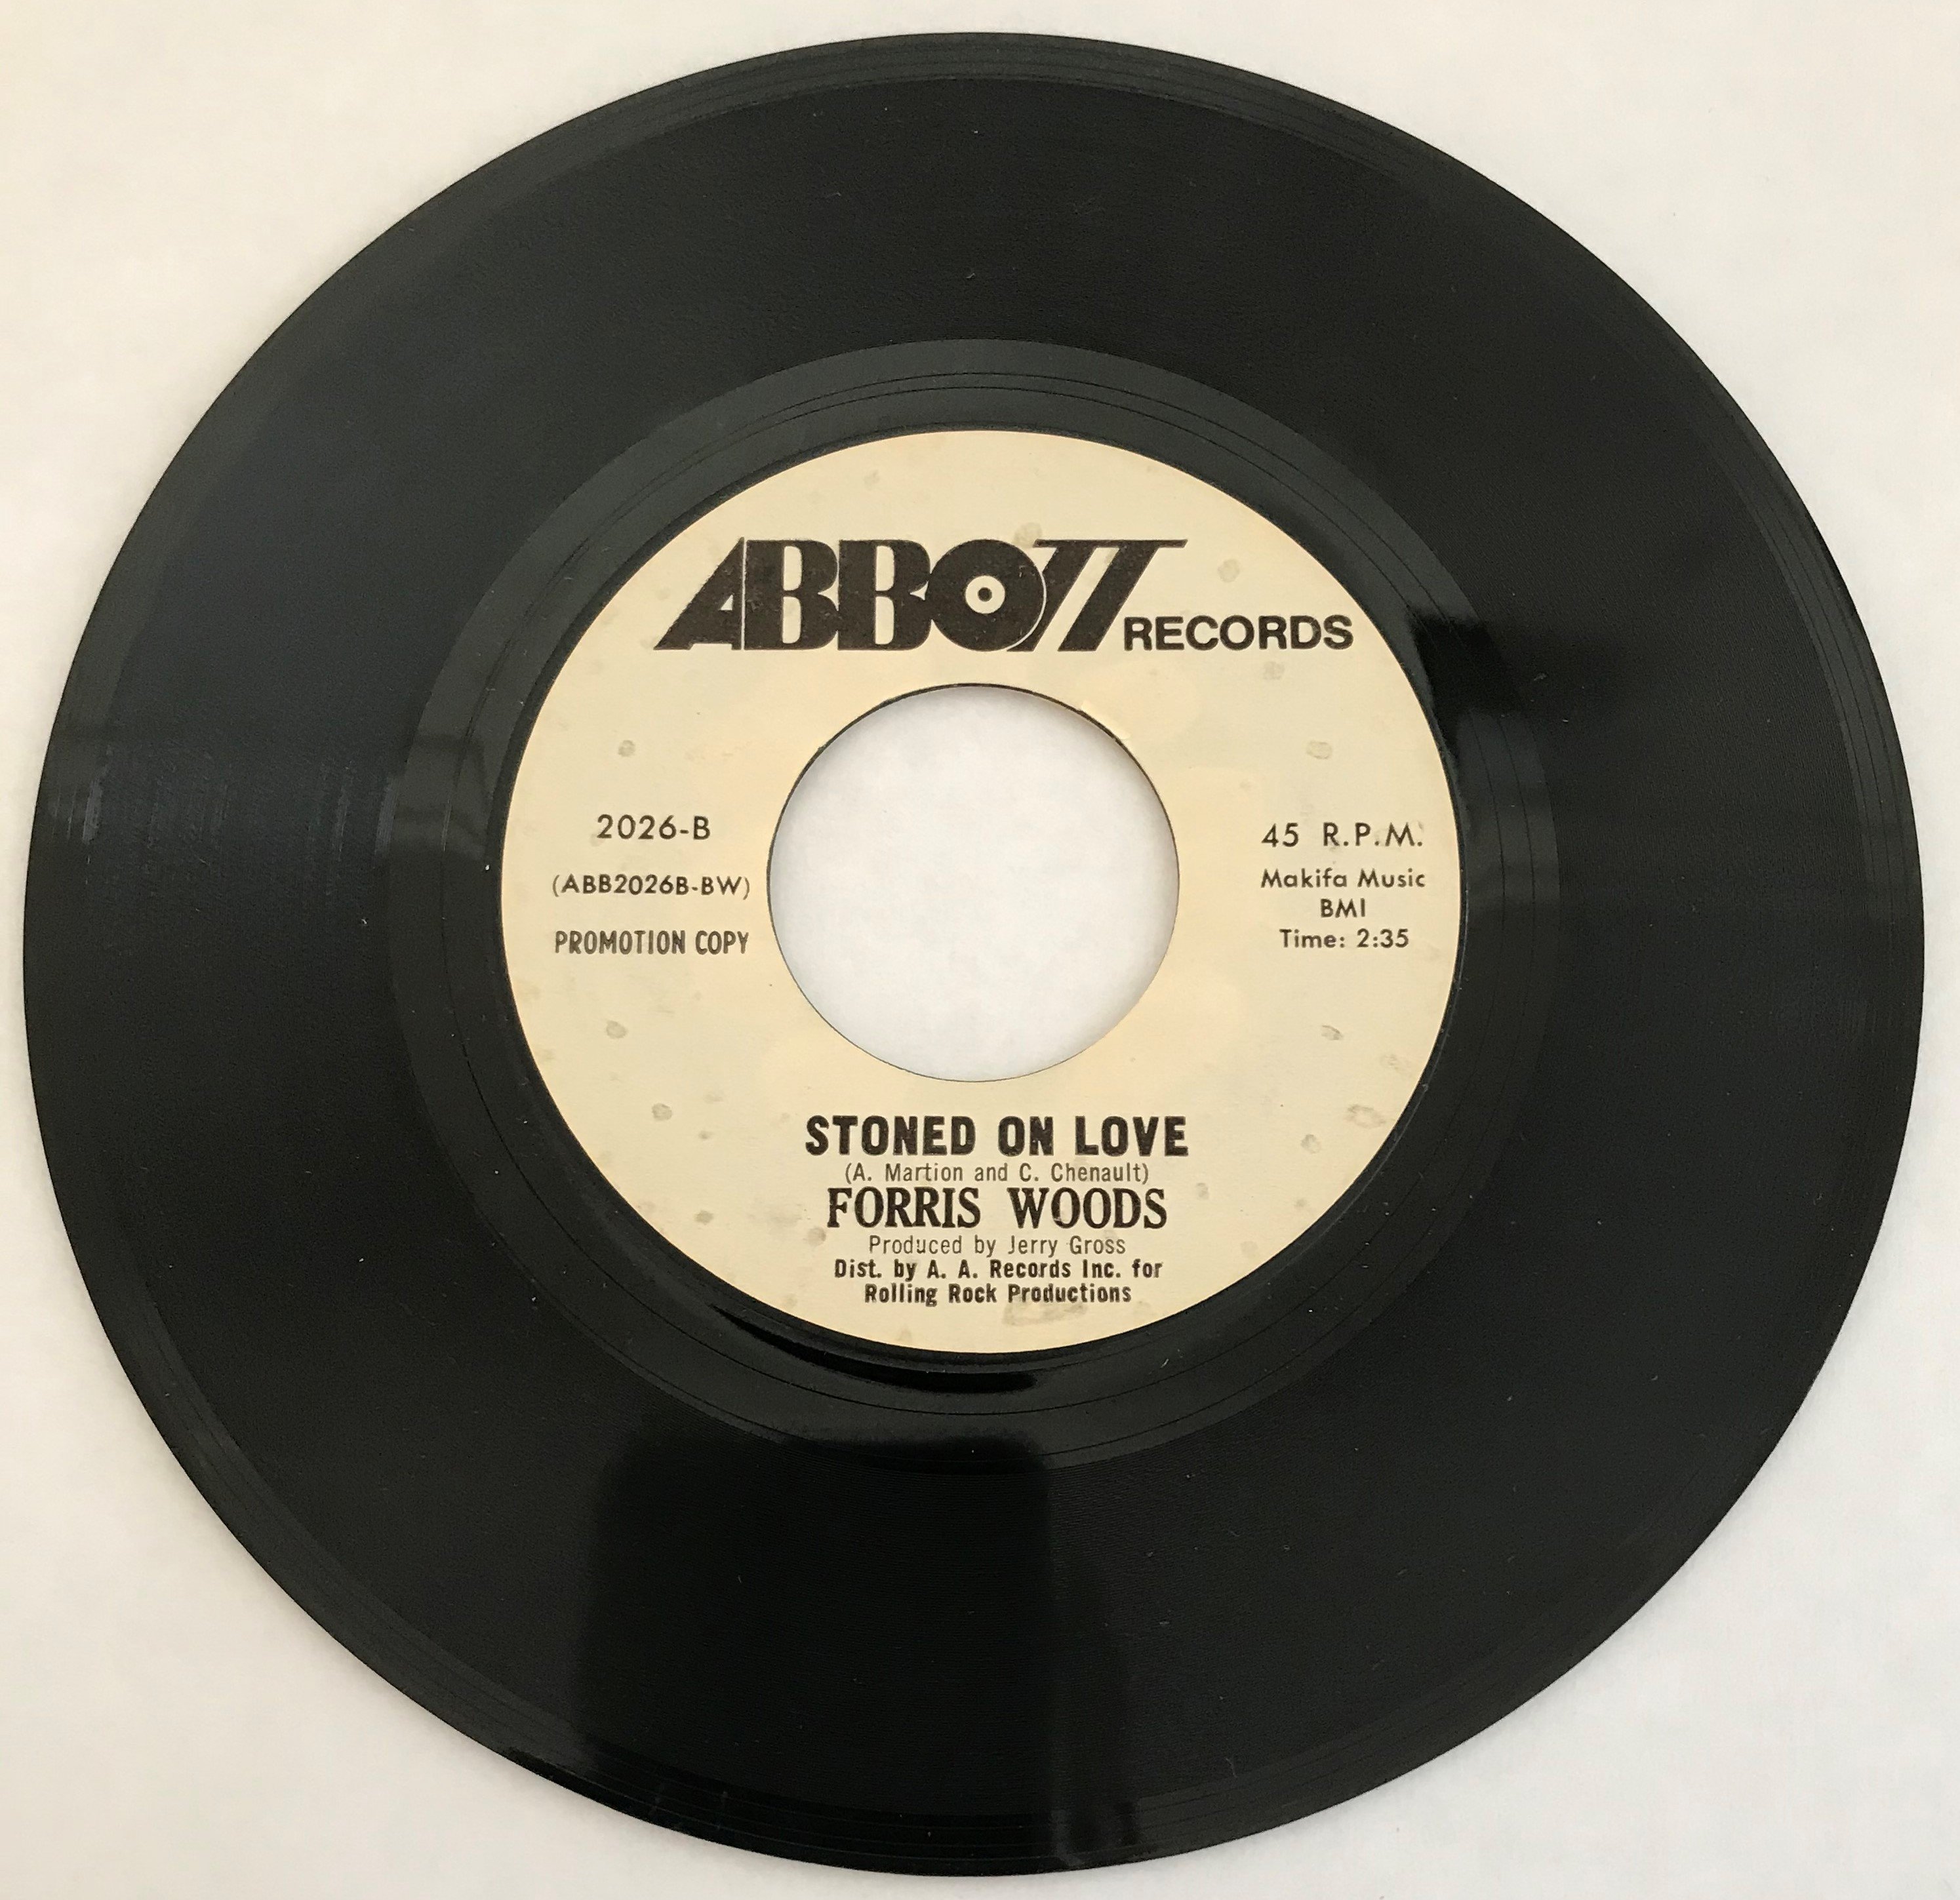 ABBOTT RECORDS
2026-B
(ABB2026B-BW)
PROMOTION COPY
45 R.P.M.
Makifa Music
BMI
Time: 2:35
STONED ON LOVE
(A. Martion and C. Chenault)
FORRIS WOODS
Produced by Jerry Gross
Dist. by A. A. Records Inc. for
Rolling Rock Productions